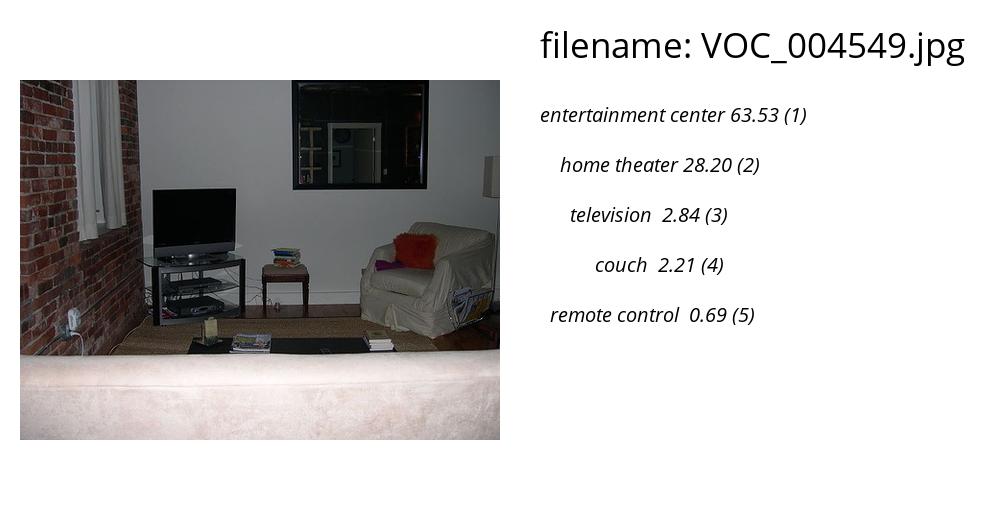 filename: VOC_004549.jpg
entertainment center 63.53 (1)
home theater 28.20 (2)
television 2.84 (3)
couch 2.21 (4)
remote control 0.69 (5)